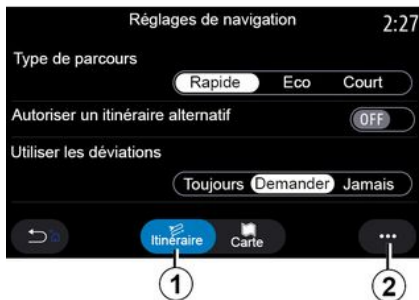 Réglages de navigation 2:27
Type de parcours
Rapide Eco Court
Autoriser un itinéraire alternatif OFF
Utiliser les déviations
Toujours Demander Jamais
Itinéraire Carte
1 2